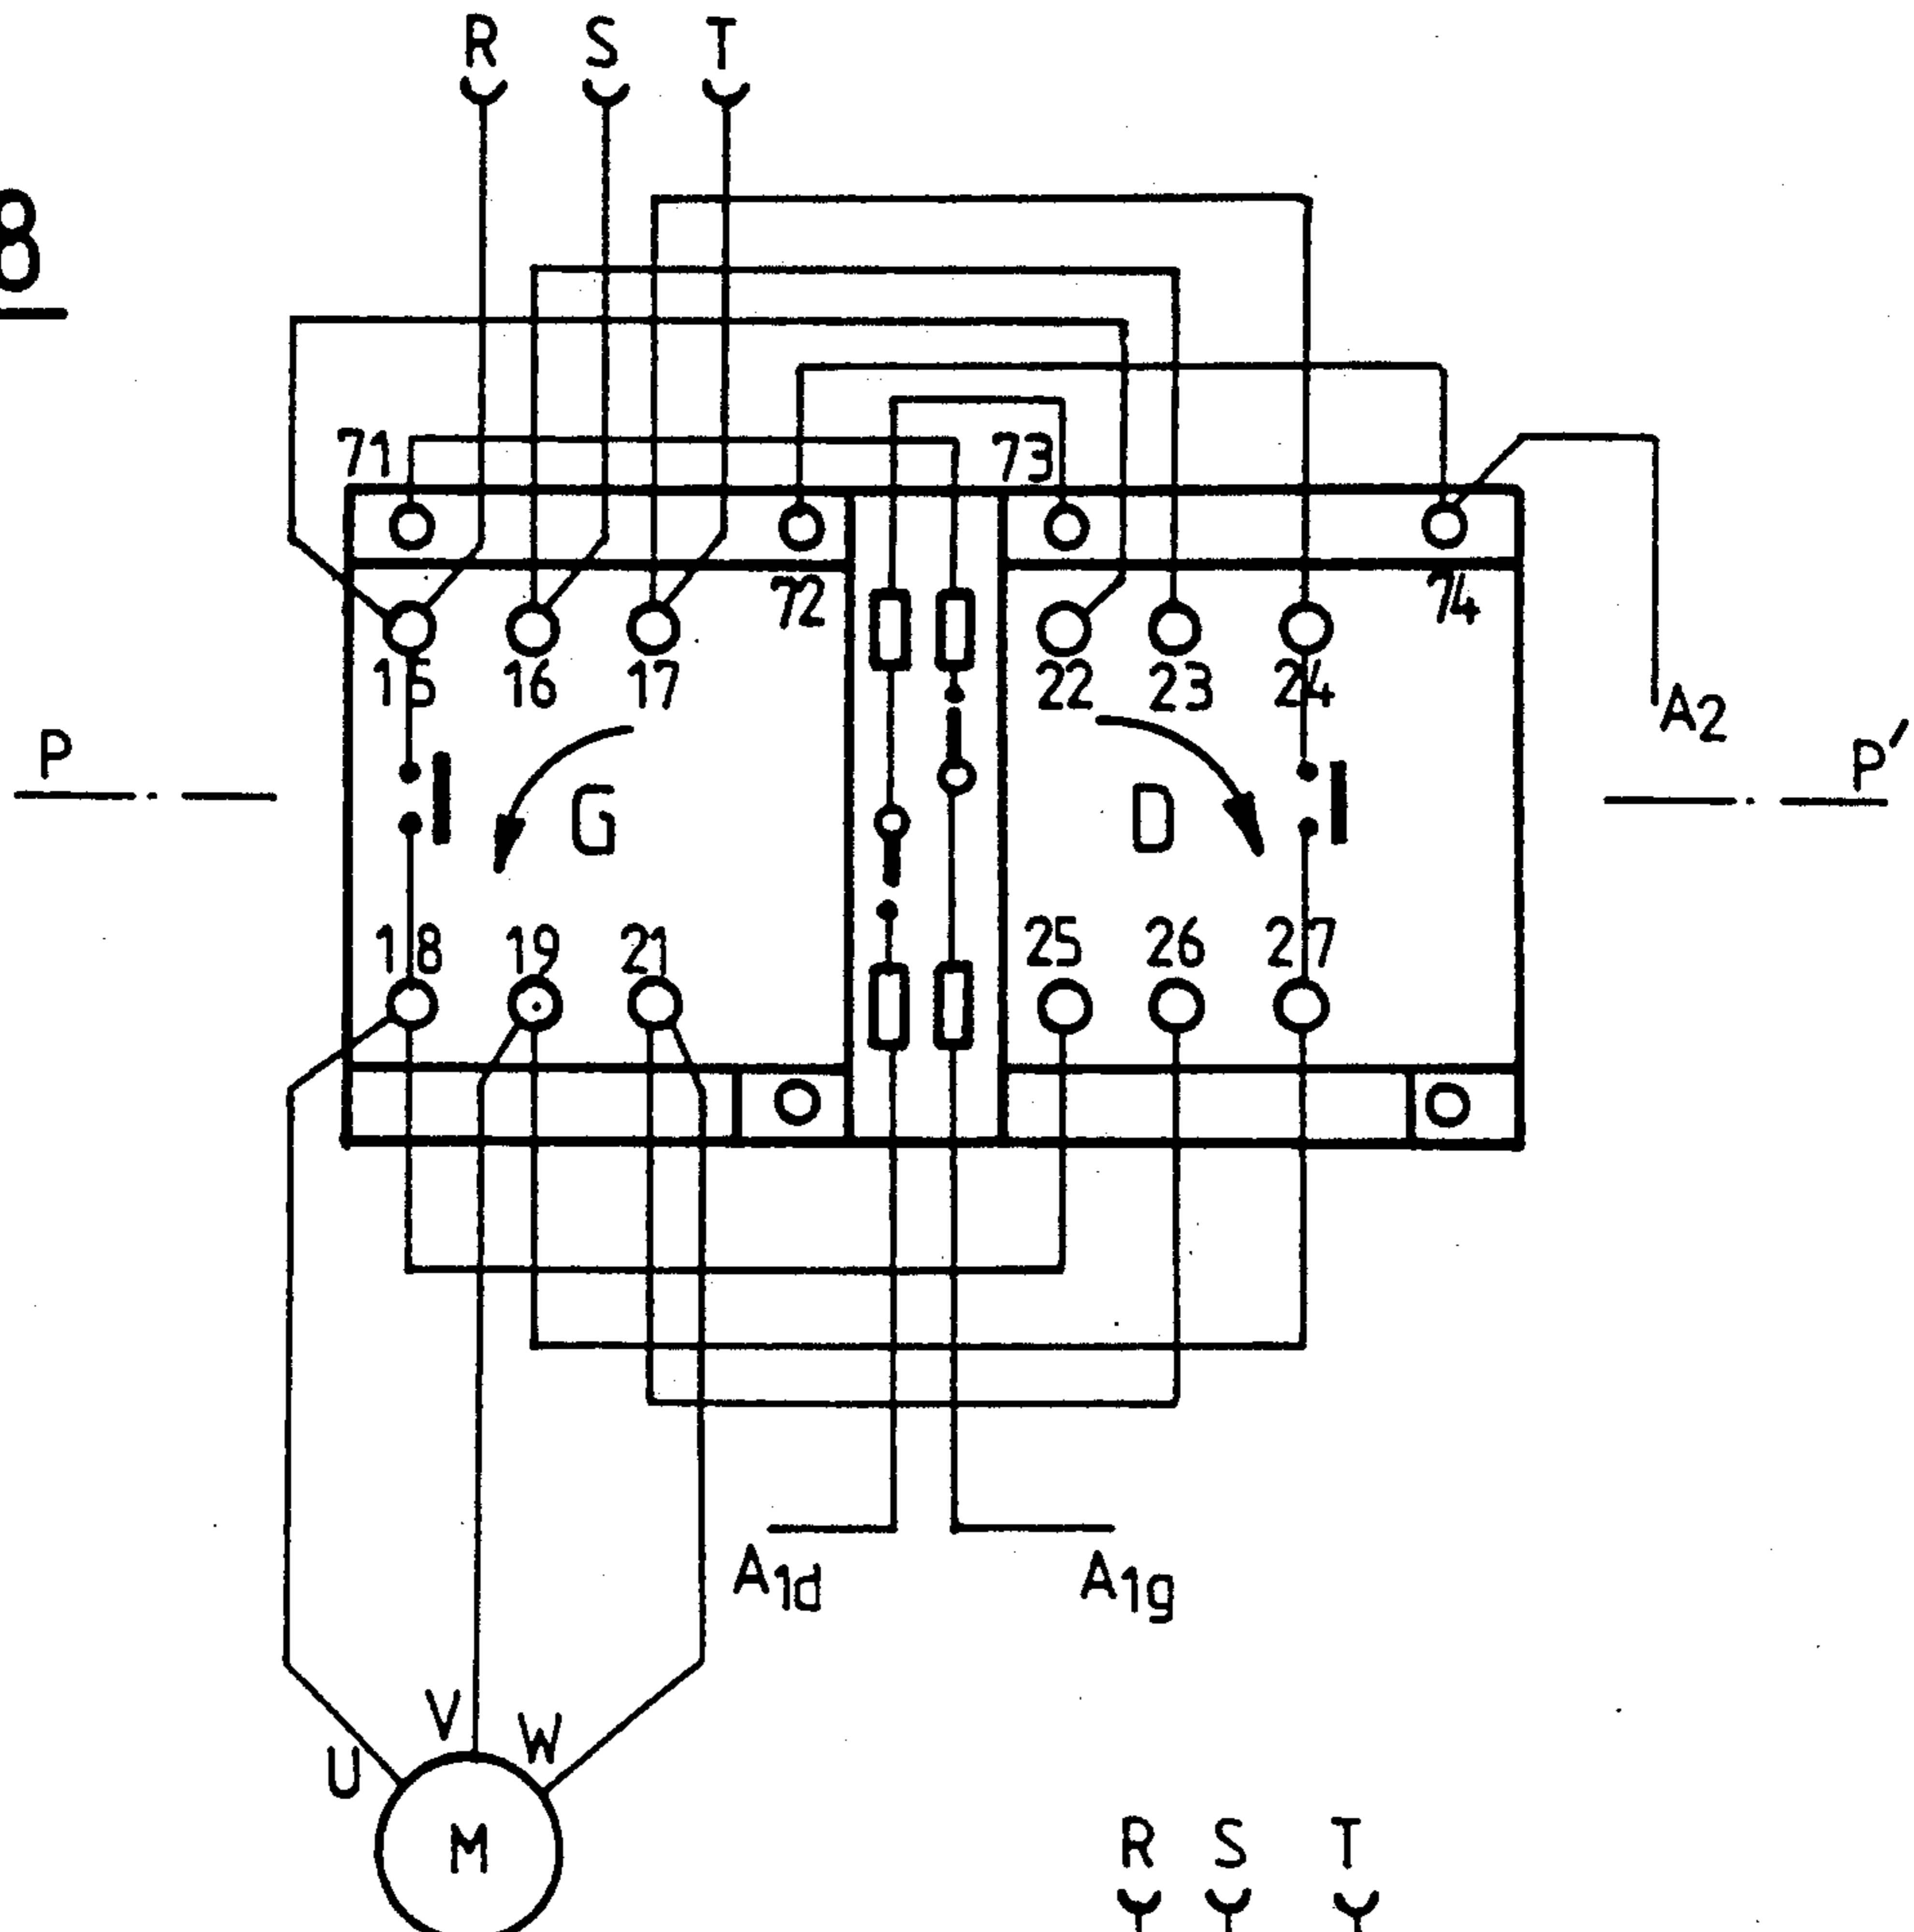 R S T
8
71 73
72 74
15 16 17 22 23 24
A2
P P′
G D
18 19 21 25 26 27
A1d A1g
V W
U
M
R S T